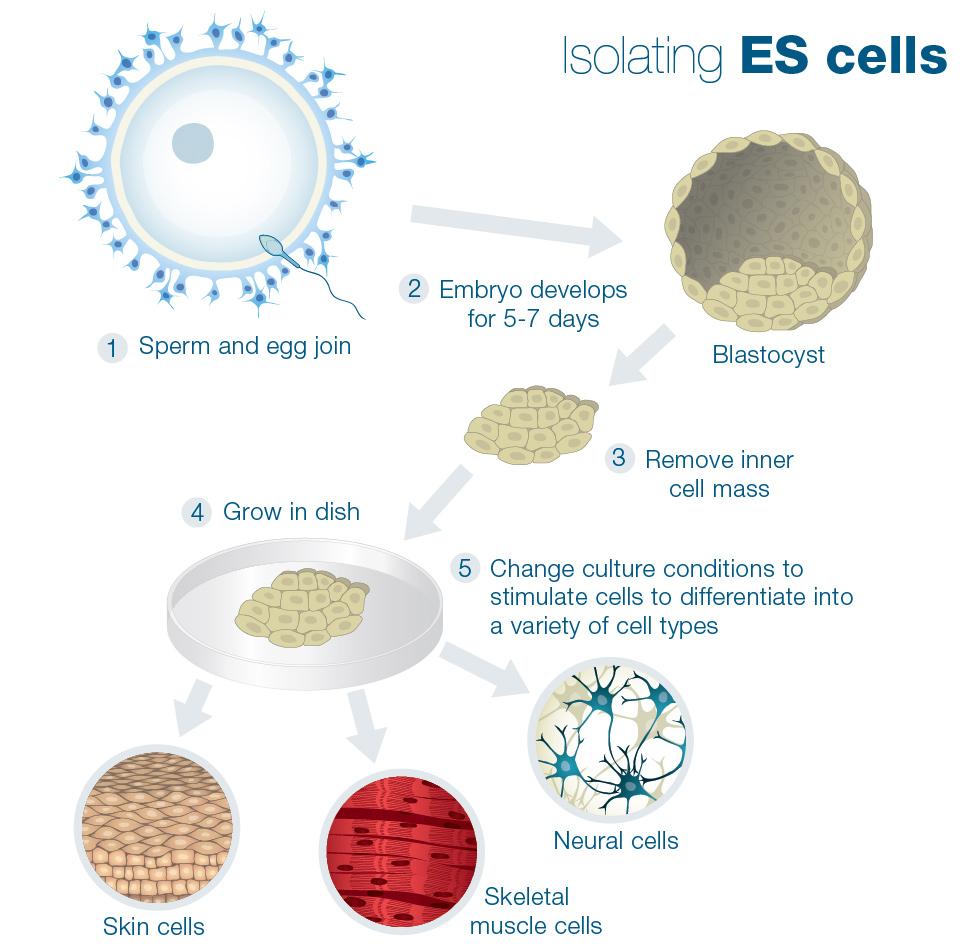 Isolating ES cells
1 Sperm and egg join
2 Embryo develops
for 5-7 days
Blastocyst
3 Remove inner
cell mass
4 Grow in dish
5 Change culture conditions to
stimulate cells to differentiate into
a variety of cell types
Neural cells
Skeletal
muscle cells
Skin cells